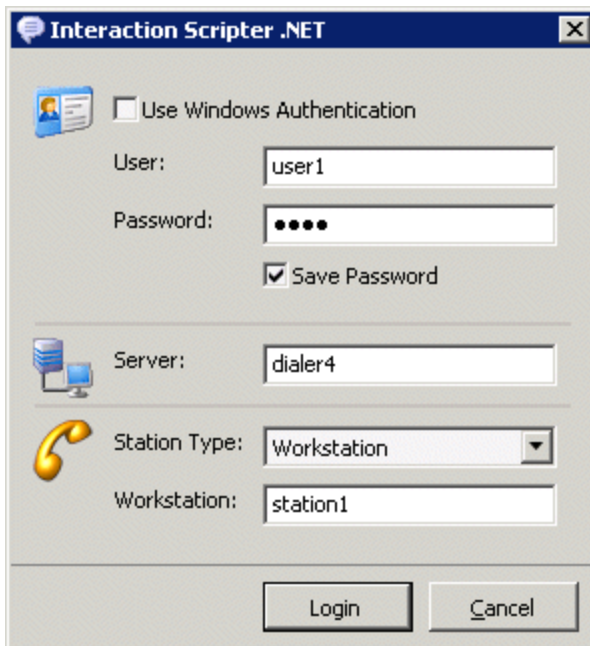 Interaction Scripter .NET
Use Windows Authentication
User: user1
Password: ●●●●
Save Password
Server: dialer4
Station Type: Workstation
Workstation: station1
Login Cancel